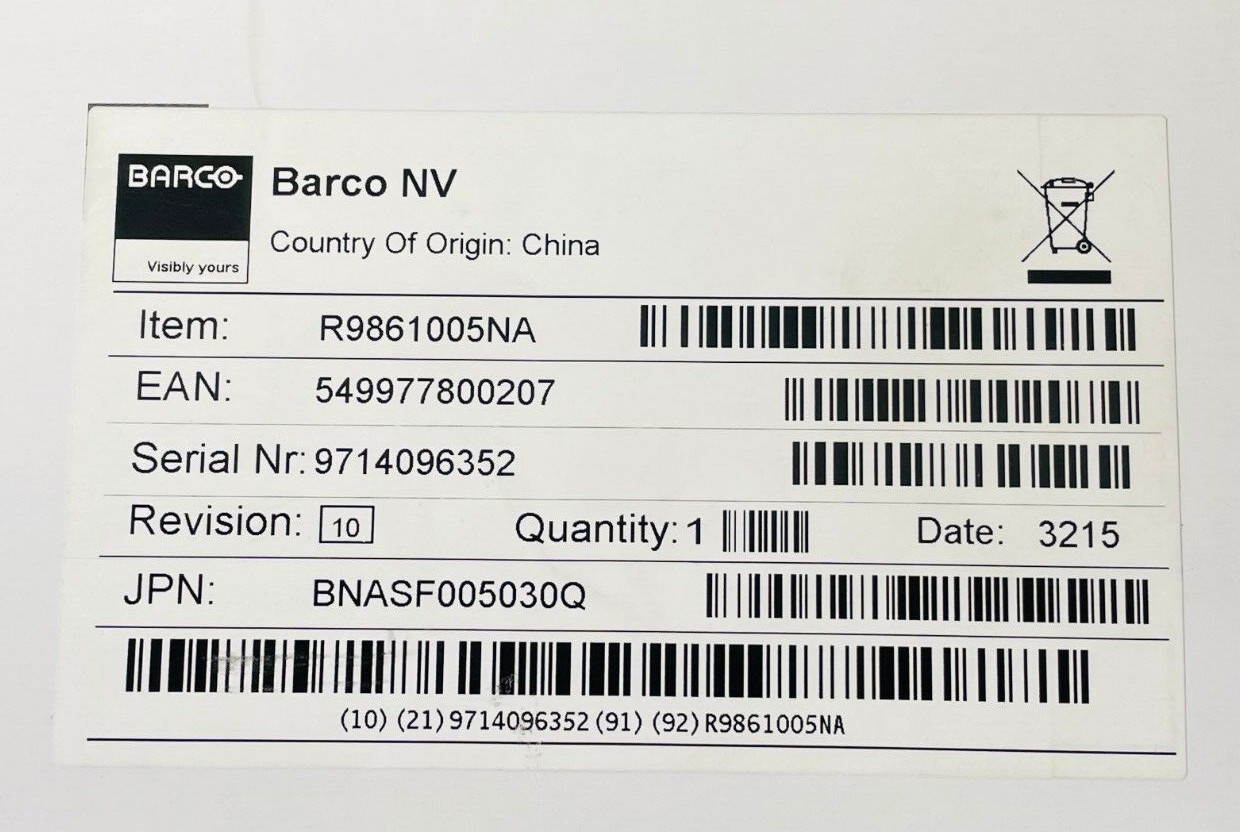 BARCO
Visibly yours
Barco NV
Country Of Origin: China
Item: R9861005NA
EAN: 549977800207
Serial Nr: 9714096352
Revision: 10 Quantity: 1 Date: 3215
JPN: BNASF005030Q
(10) (21) 9714096352 (91) (92) R9861005NA